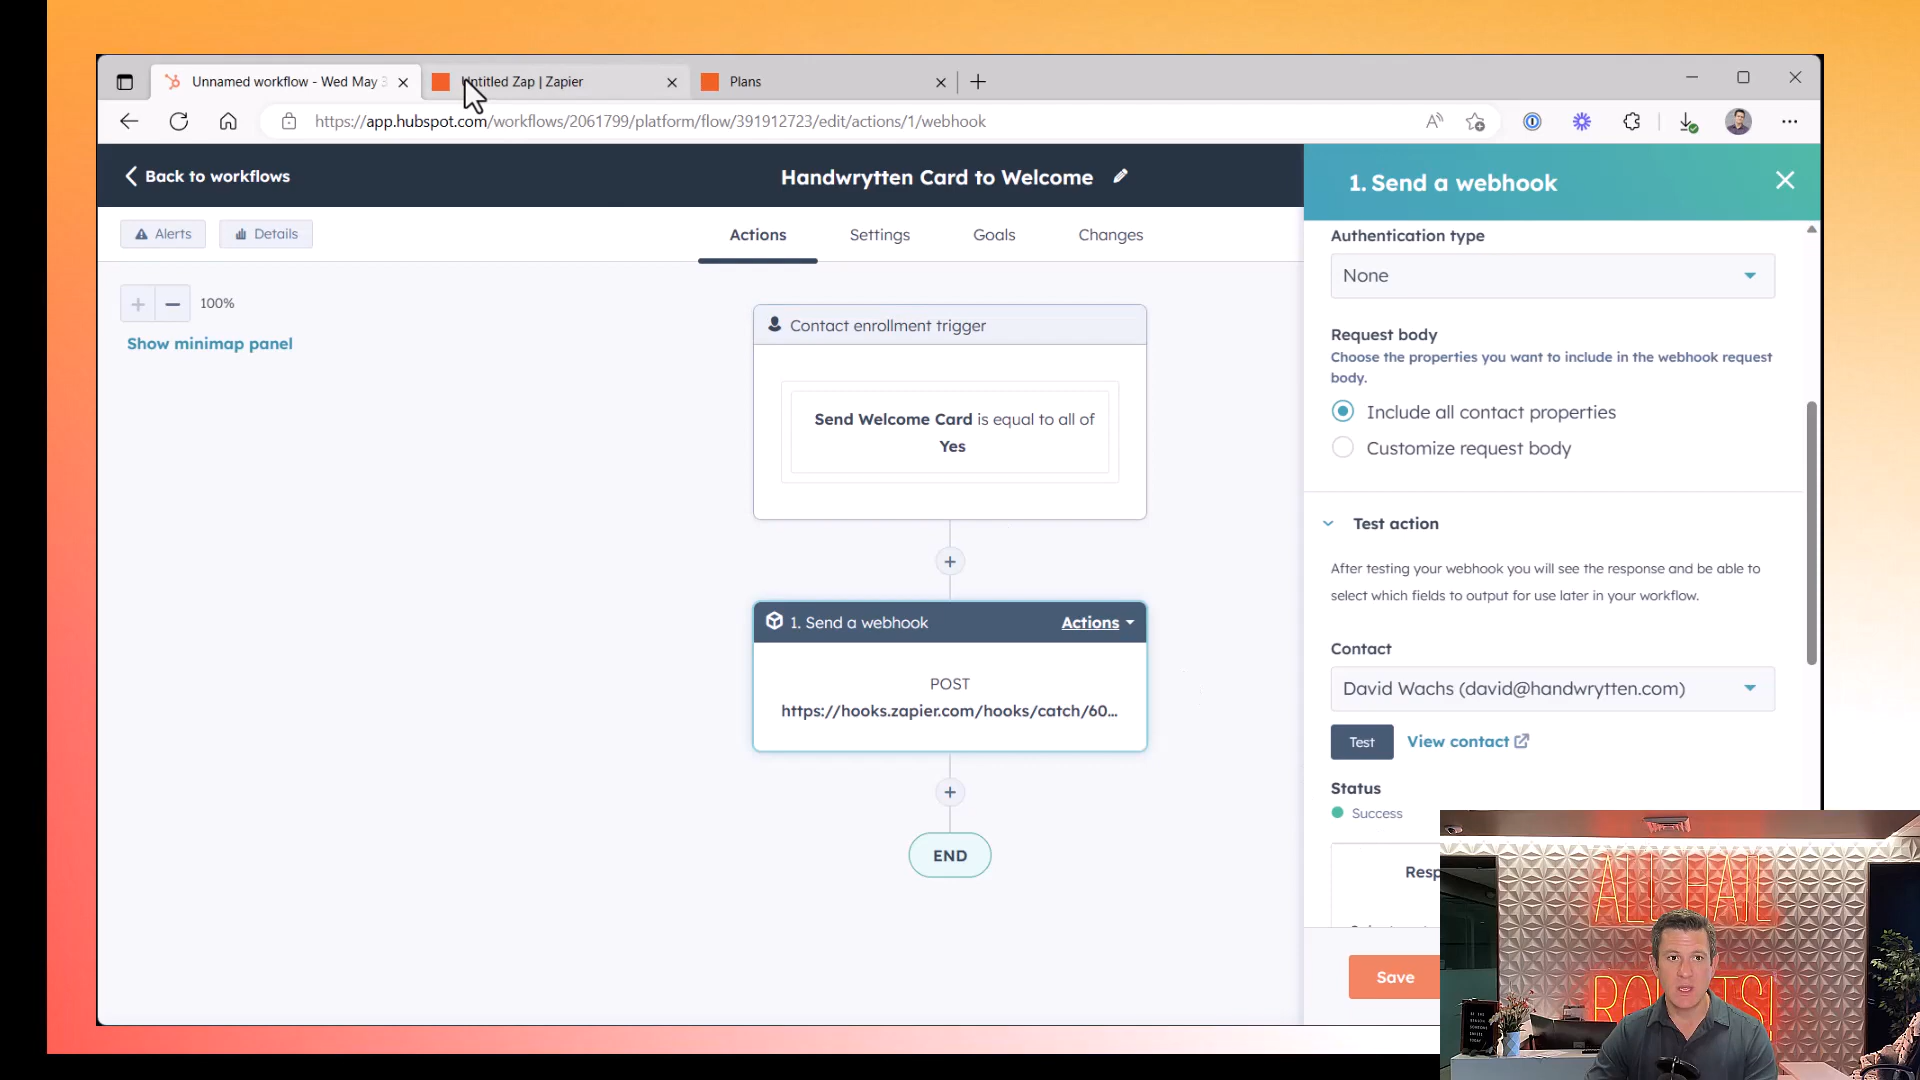 Unnamed workflow - Wed May 3
Untitled Zap | Zapier
Plans
https://app.hubspot.com/workflows/2061799/platform/flow/391912723/edit/actions/1/webhook
Back to workflows
Handwrytten Card to Welcome
1. Send a webhook
Alerts
Details
Actions
Settings
Goals
Changes
100%
Show minimap panel
Contact enrollment trigger
Send Welcome Card is equal to all of
Yes
1. Send a webhook
Actions
POST
https://hooks.zapier.com/hooks/catch/60...
END
Authentication type
None
Request body
Choose the properties you want to include in the webhook request
body.
Include all contact properties
Customize request body
Test action
After testing your webhook you will see the response and be able to
select which fields to output for use later in your workflow.
Contact
David Wachs (david@handwrytten.com)
Test
View contact
Status
Success
Resp
Save
ALL HAIL